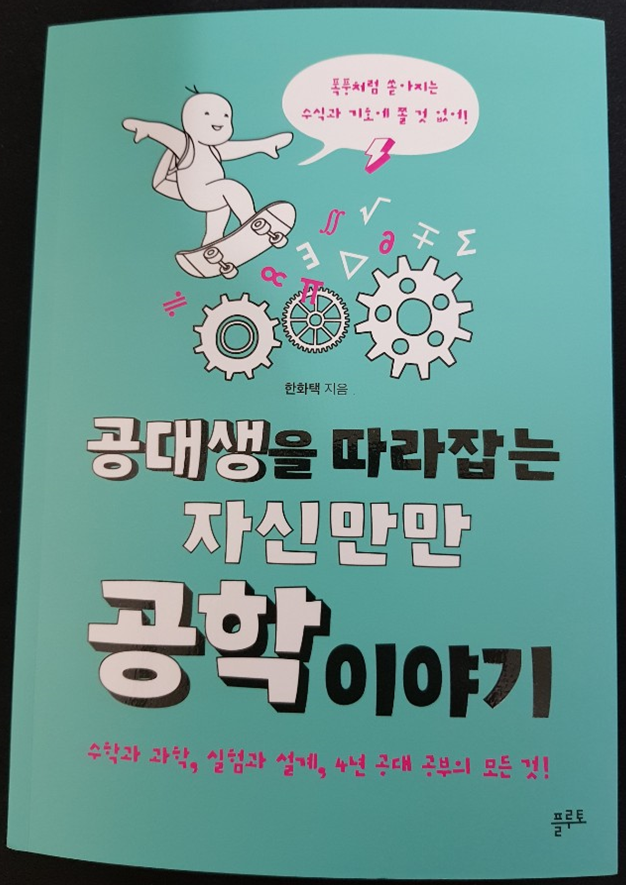 폭풍처럼 쏟아지는
수식과 기호에 쫄 것 없어!
∬ √ ∂ ∓ Σ
∝ ∃ ▷
≒ π
한화택 지음
공대생을 따라잡는
자신만만
공학 이야기
수학과 과학, 실험과 설계, 4년 공대 공부의 모든 것!
플루토